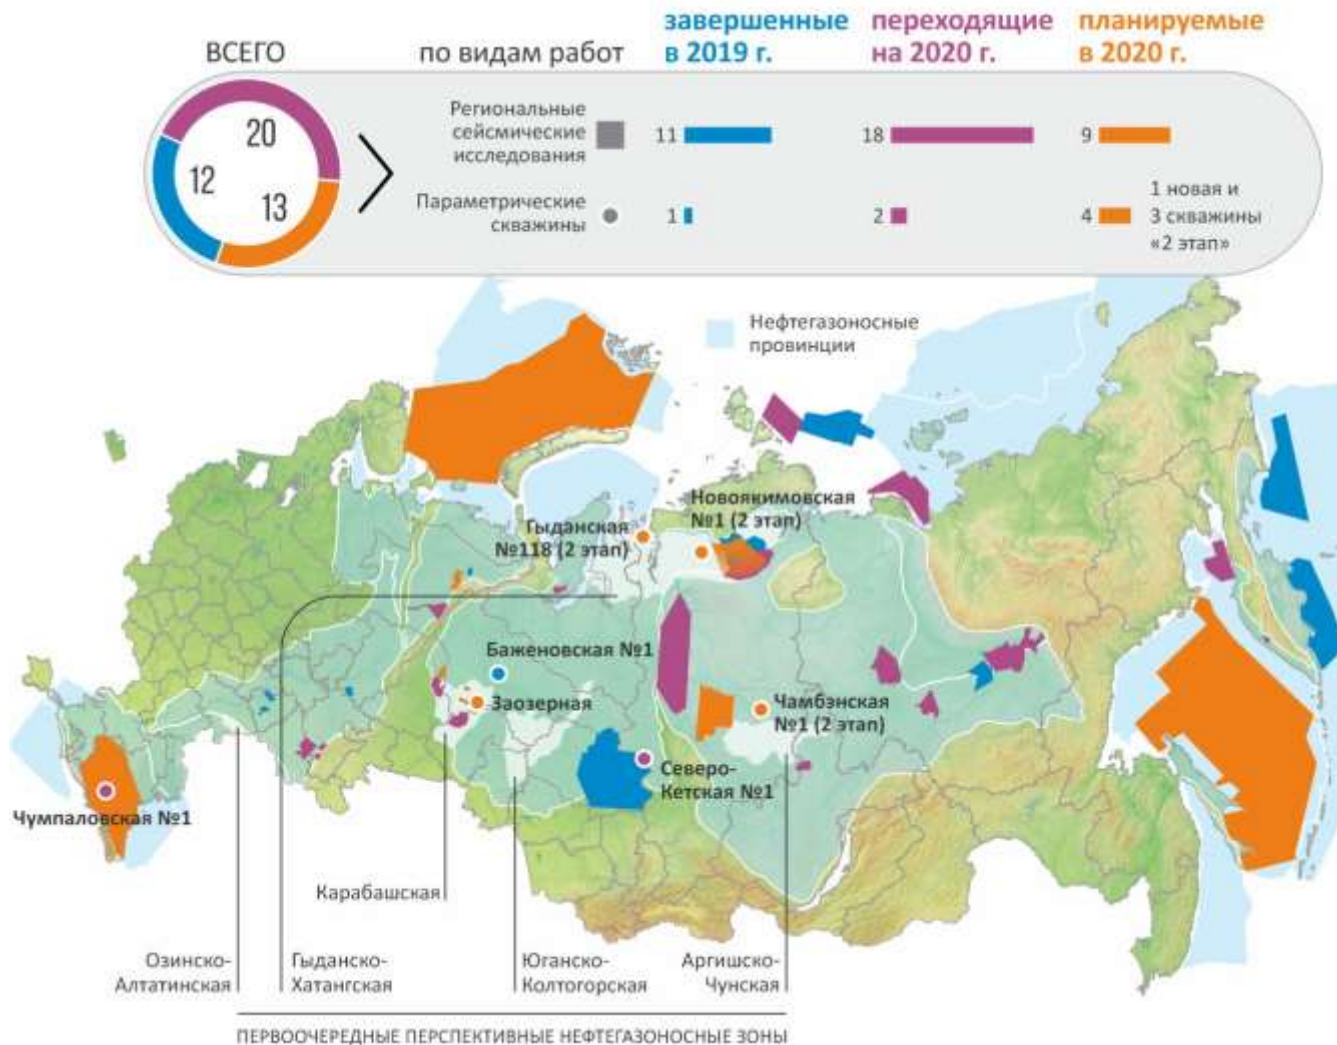 ВСЕГО
по видам работ
завершенные
в 2019 г.
переходящие
на 2020 г.
планируемые
в 2020 г.
20
12
13
Региональные
сейсмические
исследования
11
18
9
Параметрические
скважины
1
2
4
1 новая и
3 скважины
«2 этап»
Нефтегазоносные
провинции
Гыданская
№118 (2 этап)
Новоякимовская
№1 (2 этап)
Баженовская №1
Заозерная
Чамбэнская
№1 (2 этап)
Северо-
Кетская №1
Чумпаловская №1
Карабашская
Озинско-
Алтатинская
Гыданско-
Хатангская
Юганско-
Колтогорская
Аргишско-
Чунская
ПЕРВООЧЕРЕДНЫЕ ПЕРСПЕКТИВНЫЕ НЕФТЕГАЗОНОСНЫЕ ЗОНЫ